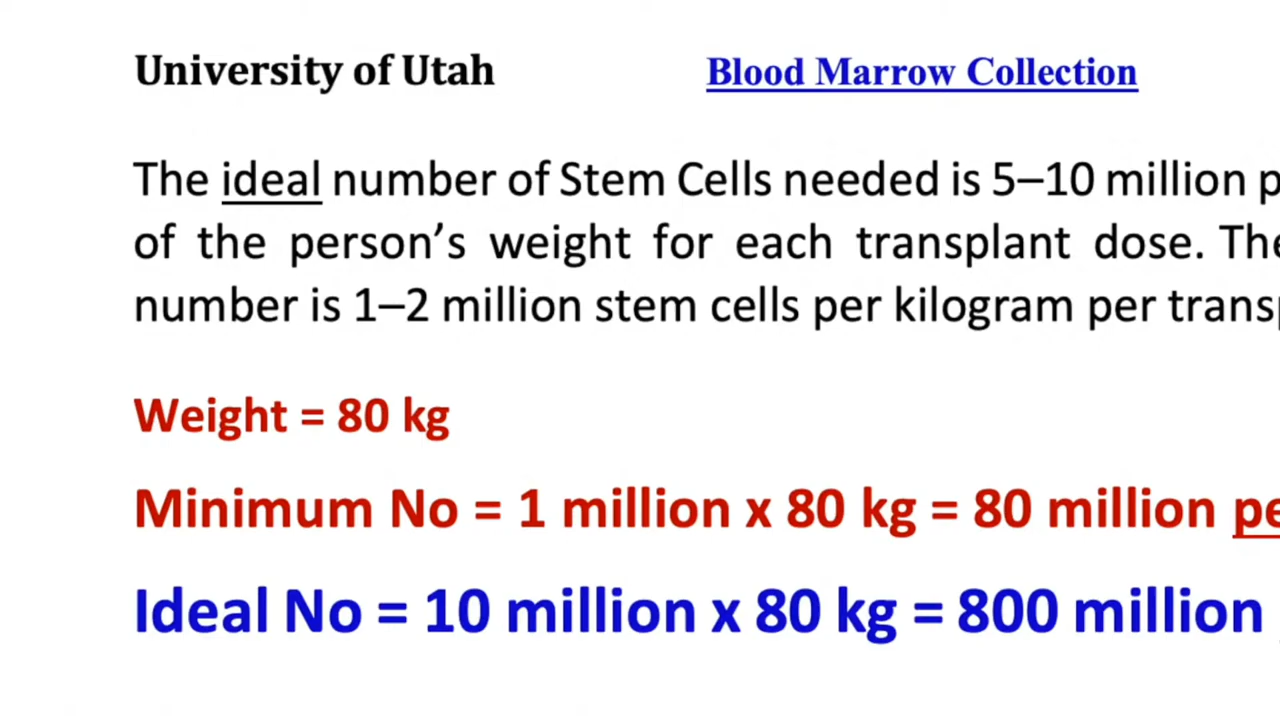 University of Utah Blood Marrow Collection
The ideal number of Stem Cells needed is 5–10 million p
of the person’s weight for each transplant dose. The
number is 1–2 million stem cells per kilogram per transp
Weight = 80 kg
Minimum No = 1 million x 80 kg = 80 million pe
Ideal No = 10 million x 80 kg = 800 million